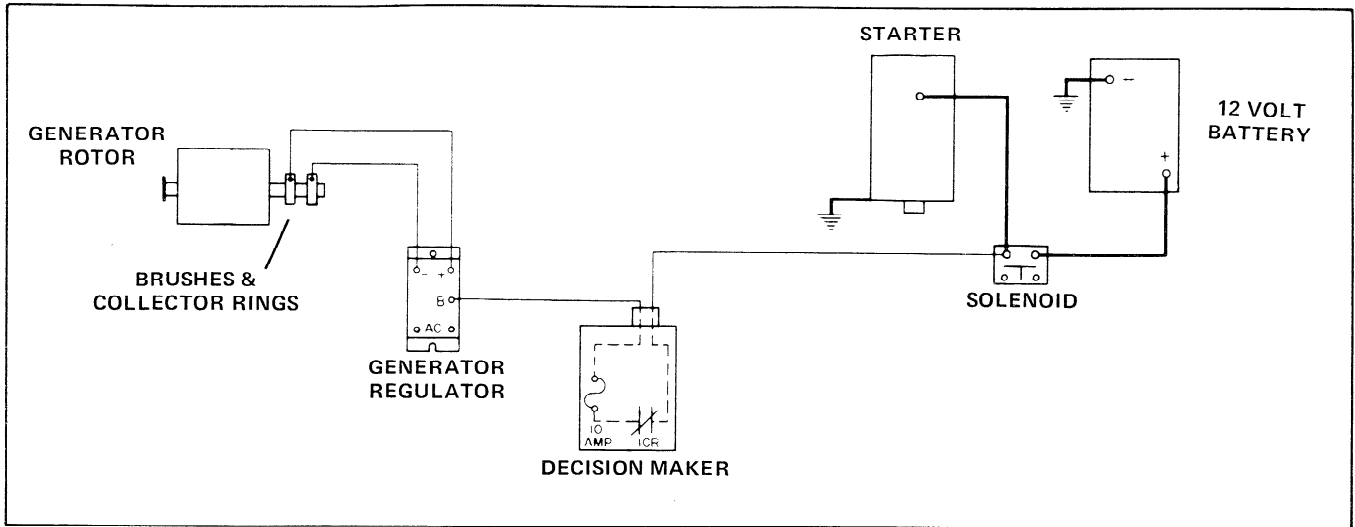 STARTER
12 VOLT
BATTERY
−
+
GENERATOR
ROTOR
BRUSHES &
COLLECTOR RINGS
- +
B
AC
GENERATOR
REGULATOR
SOLENOID
10
AMP
1CR
DECISION MAKER